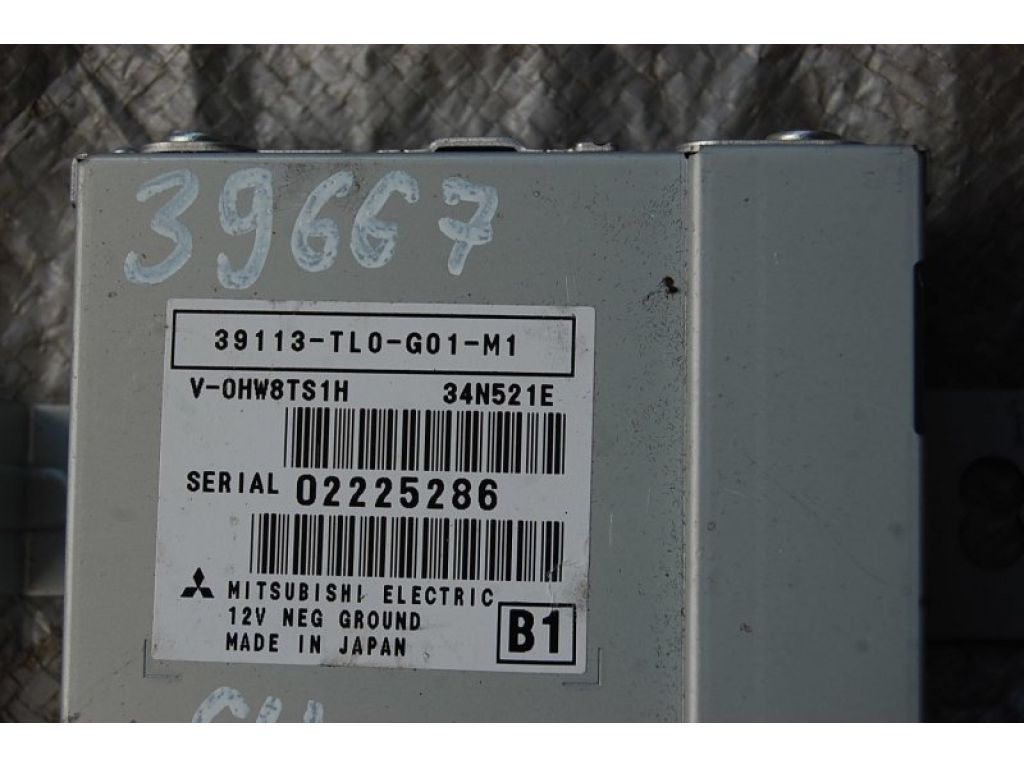 39667
39113-TL0-G01-M1
V-0HW8TS1H 34N521E
SERIAL 02225286
MITSUBISHI ELECTRIC
12V NEG GROUND
MADE IN JAPAN
B1